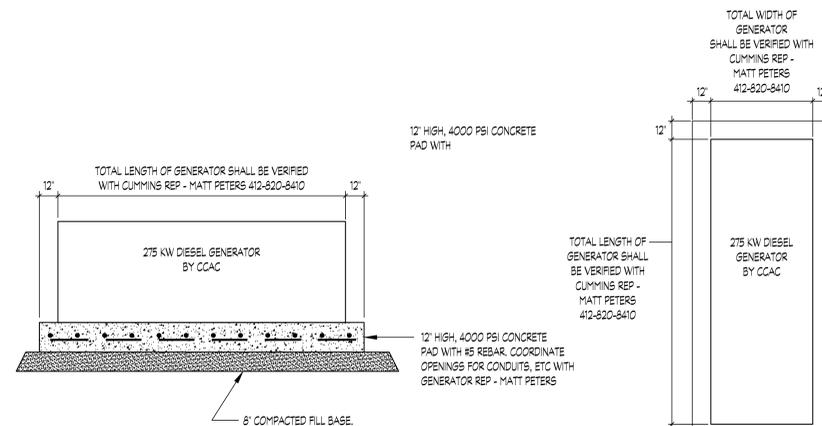 TOTAL LENGTH OF GENERATOR SHALL BE VERIFIED
WITH CUMMINS REP - MATT PETERS 412-820-8410
12"
12"
275 KW DIESEL GENERATOR
BY CCAC
12" HIGH, 4000 PSI CONCRETE
PAD WITH
12" HIGH, 4000 PSI CONCRETE
PAD WITH #5 REBAR. COORDINATE
OPENINGS FOR CONDUITS, ETC WITH
GENERATOR REP - MATT PETERS
8" COMPACTED FILL BASE.
TOTAL WIDTH OF
GENERATOR
SHALL BE VERIFIED WITH
CUMMINS REP -
MATT PETERS
412-820-8410
12"
12"
TOTAL LENGTH OF
GENERATOR SHALL
BE VERIFIED WITH
CUMMINS REP -
MATT PETERS
412-820-8410
275 KW DIESEL
GENERATOR
BY CCAC